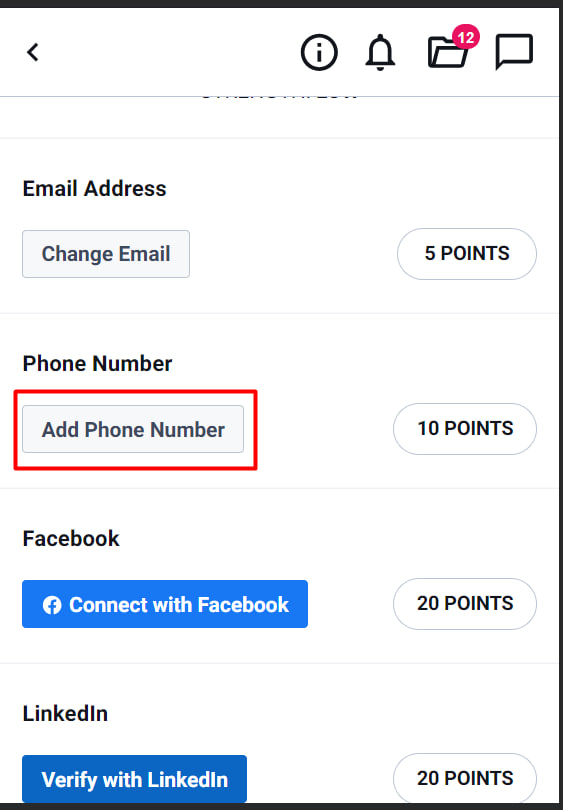 12
Email Address
Change Email
5 POINTS
Phone Number
Add Phone Number
10 POINTS
Facebook
Connect with Facebook
20 POINTS
LinkedIn
Verify with LinkedIn
20 POINTS